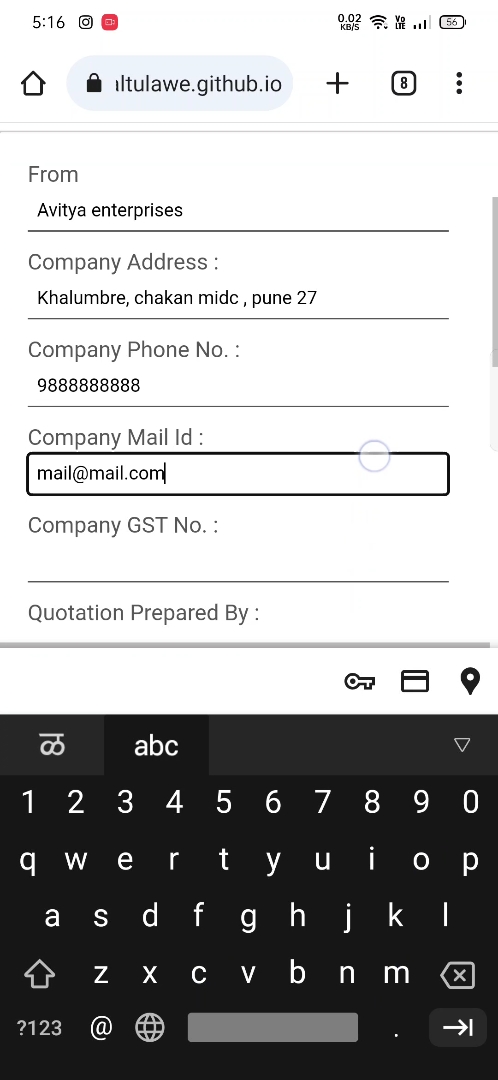 5:16
0.02 KB/S
Vo LTE
56
ltulawe.github.io
8
From
Avitya enterprises
Company Address :
Khalumbre, chakan midc , pune 27
Company Phone No. :
9888888888
Company Mail Id :
mail@mail.com
Company GST No. :
Quotation Prepared By :
ळ abc
1 2 3 4 5 6 7 8 9 0
q w e r t y u i o p
a s d f g h j k l
z x c v b n m
?123 @ .